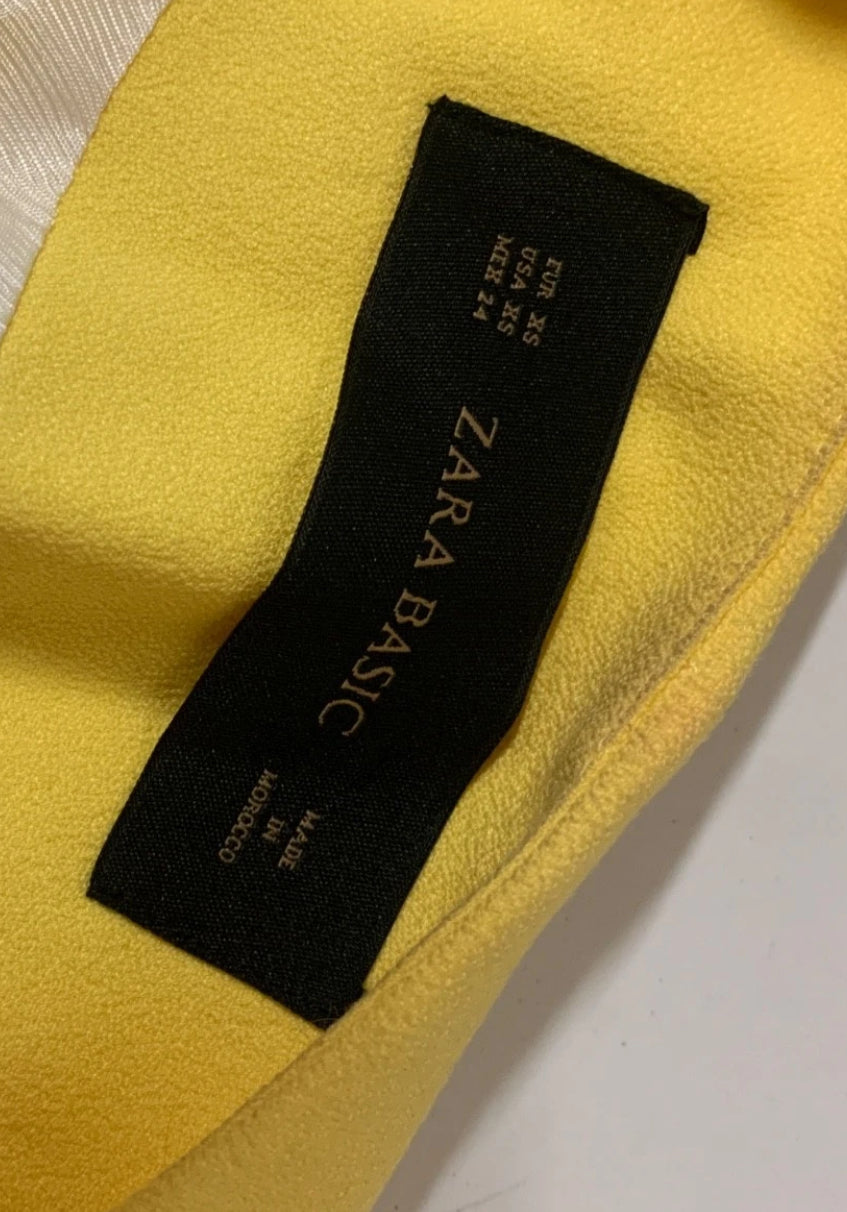 EUR XS
USA XS
MEX 24
ZARA BASIC
MADE
IN
MOROCCO